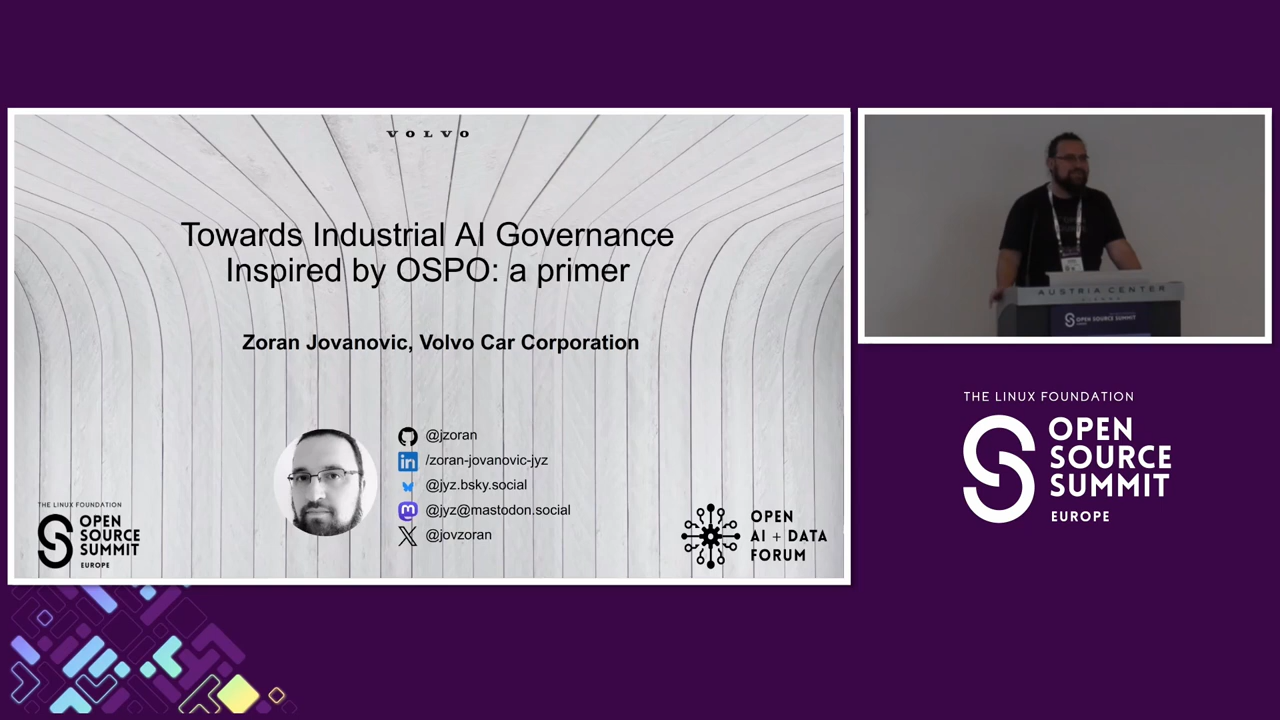 VOLVO
Towards Industrial AI Governance
Inspired by OSPO: a primer
Zoran Jovanovic, Volvo Car Corporation
@jzoran
/zoran-jovanovic-jyz
@jyz.bsky.social
@jyz@mastodon.social
@jovzoran
THE LINUX FOUNDATION
OPEN
SOURCE
SUMMIT
EUROPE
OPEN
AI + DATA
FORUM
AUSTRIA CENTER
OPEN SOURCE SUMMIT
THE LINUX FOUNDATION
OPEN
SOURCE
SUMMIT
EUROPE